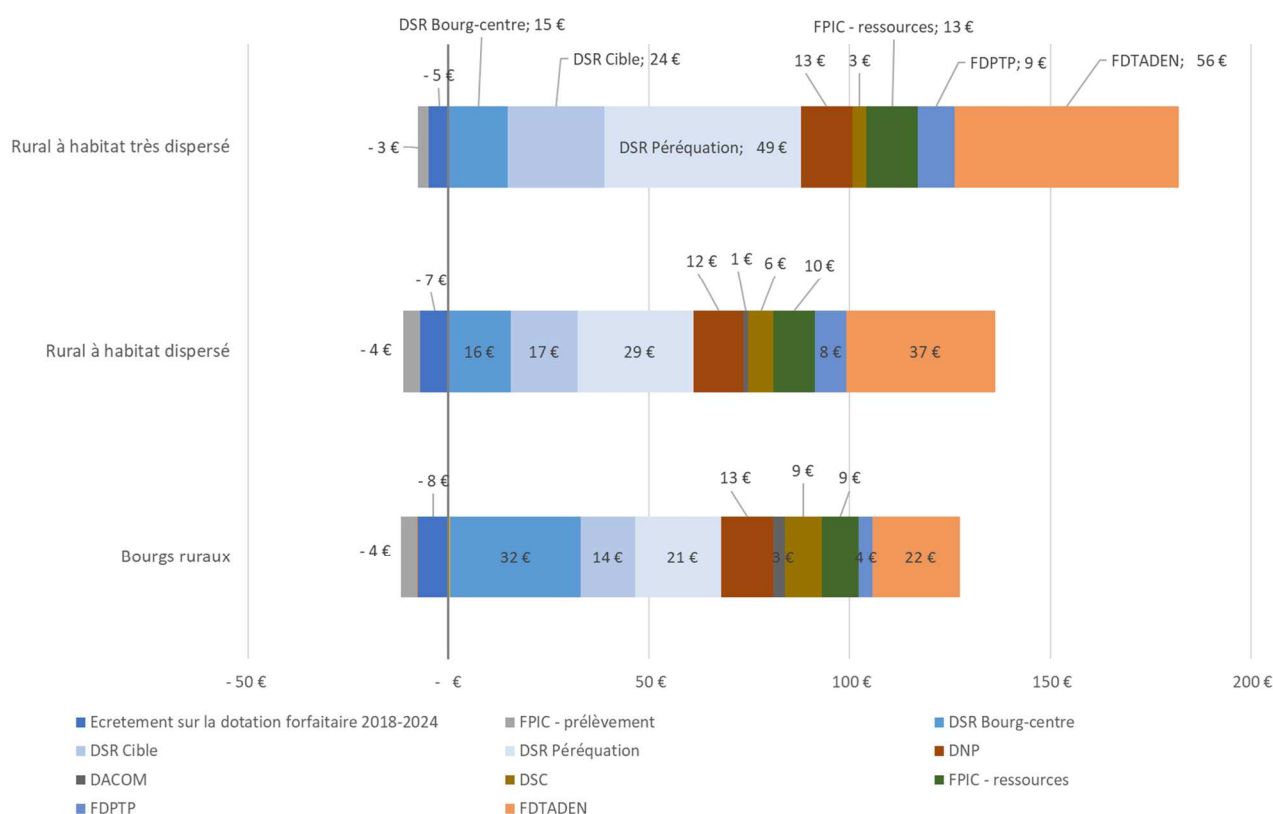 DSR Bourg-centre; 15 €
FPIC - ressources; 13 €
DSR Cible; 24 €
13 €
3 €
FDPTP; 9 €
FDTADEN; 56 €
- 5 €
Rural à habitat très dispersé
- 3 €
DSR Péréquation; 49 €
- 7 €
12 €
1 €
6 €
10 €
Rural à habitat dispersé
- 4 €
16 €
17 €
29 €
8 €
37 €
- 8 €
13 €
9 €
9 €
Bourgs ruraux
- 4 €
32 €
14 €
21 €
3 €
4 €
22 €
- 50 €
- €
50 €
100 €
150 €
200 €
Ecretement sur la dotation forfaitaire 2018-2024
FPIC - prélèvement
DSR Bourg-centre
DSR Cible
DSR Péréquation
DNP
DACOM
DSC
FPIC - ressources
FDPTP
FDTADEN